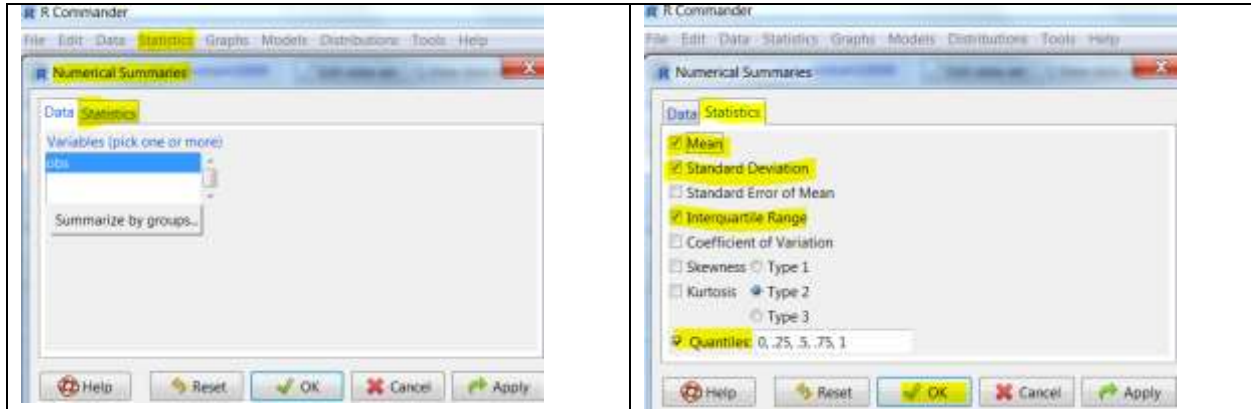 R Commander
File Edit Data Statistics Graphs Models Distributions Tools Help
Numerical Summaries
Data Statistics
Variables (pick one or more)
obs
Summarize by groups...
Help Reset OK Cancel Apply
R Commander
File Edit Data Statistics Graphs Models Distributions Tools Help
Numerical Summaries
Data Statistics
Mean
Standard Deviation
Standard Error of Mean
Interquartile Range
Coefficient of Variation
Skewness Type 1
Kurtosis Type 2
Type 3
Quantiles: 0, .25, .5, .75, 1
Help Reset OK Cancel Apply